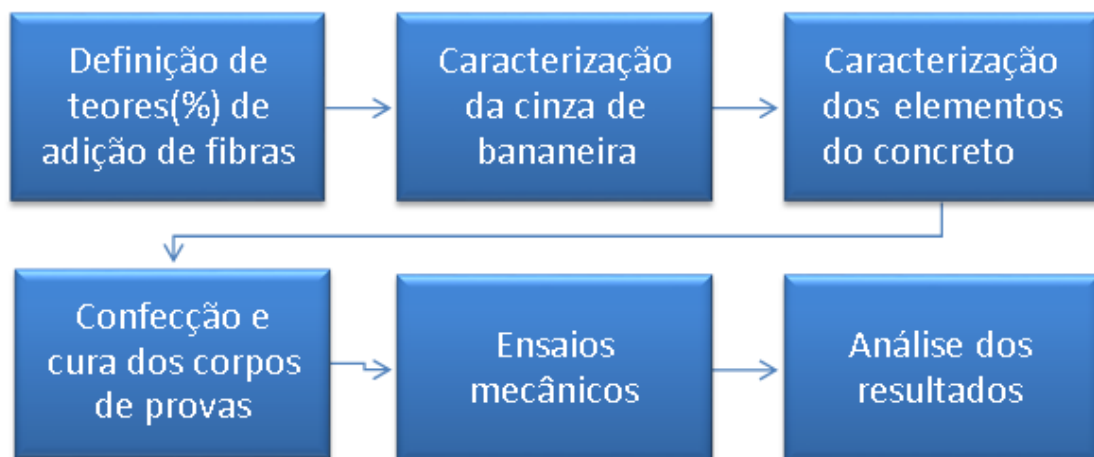 Definição de
teores(%) de
adição de fibras
Caracterização
da cinza de
bananeira
Caracterização
dos elementos
do concreto
Confecção e
cura dos corpos
de provas
Ensaios
mecânicos
Análise dos
resultados